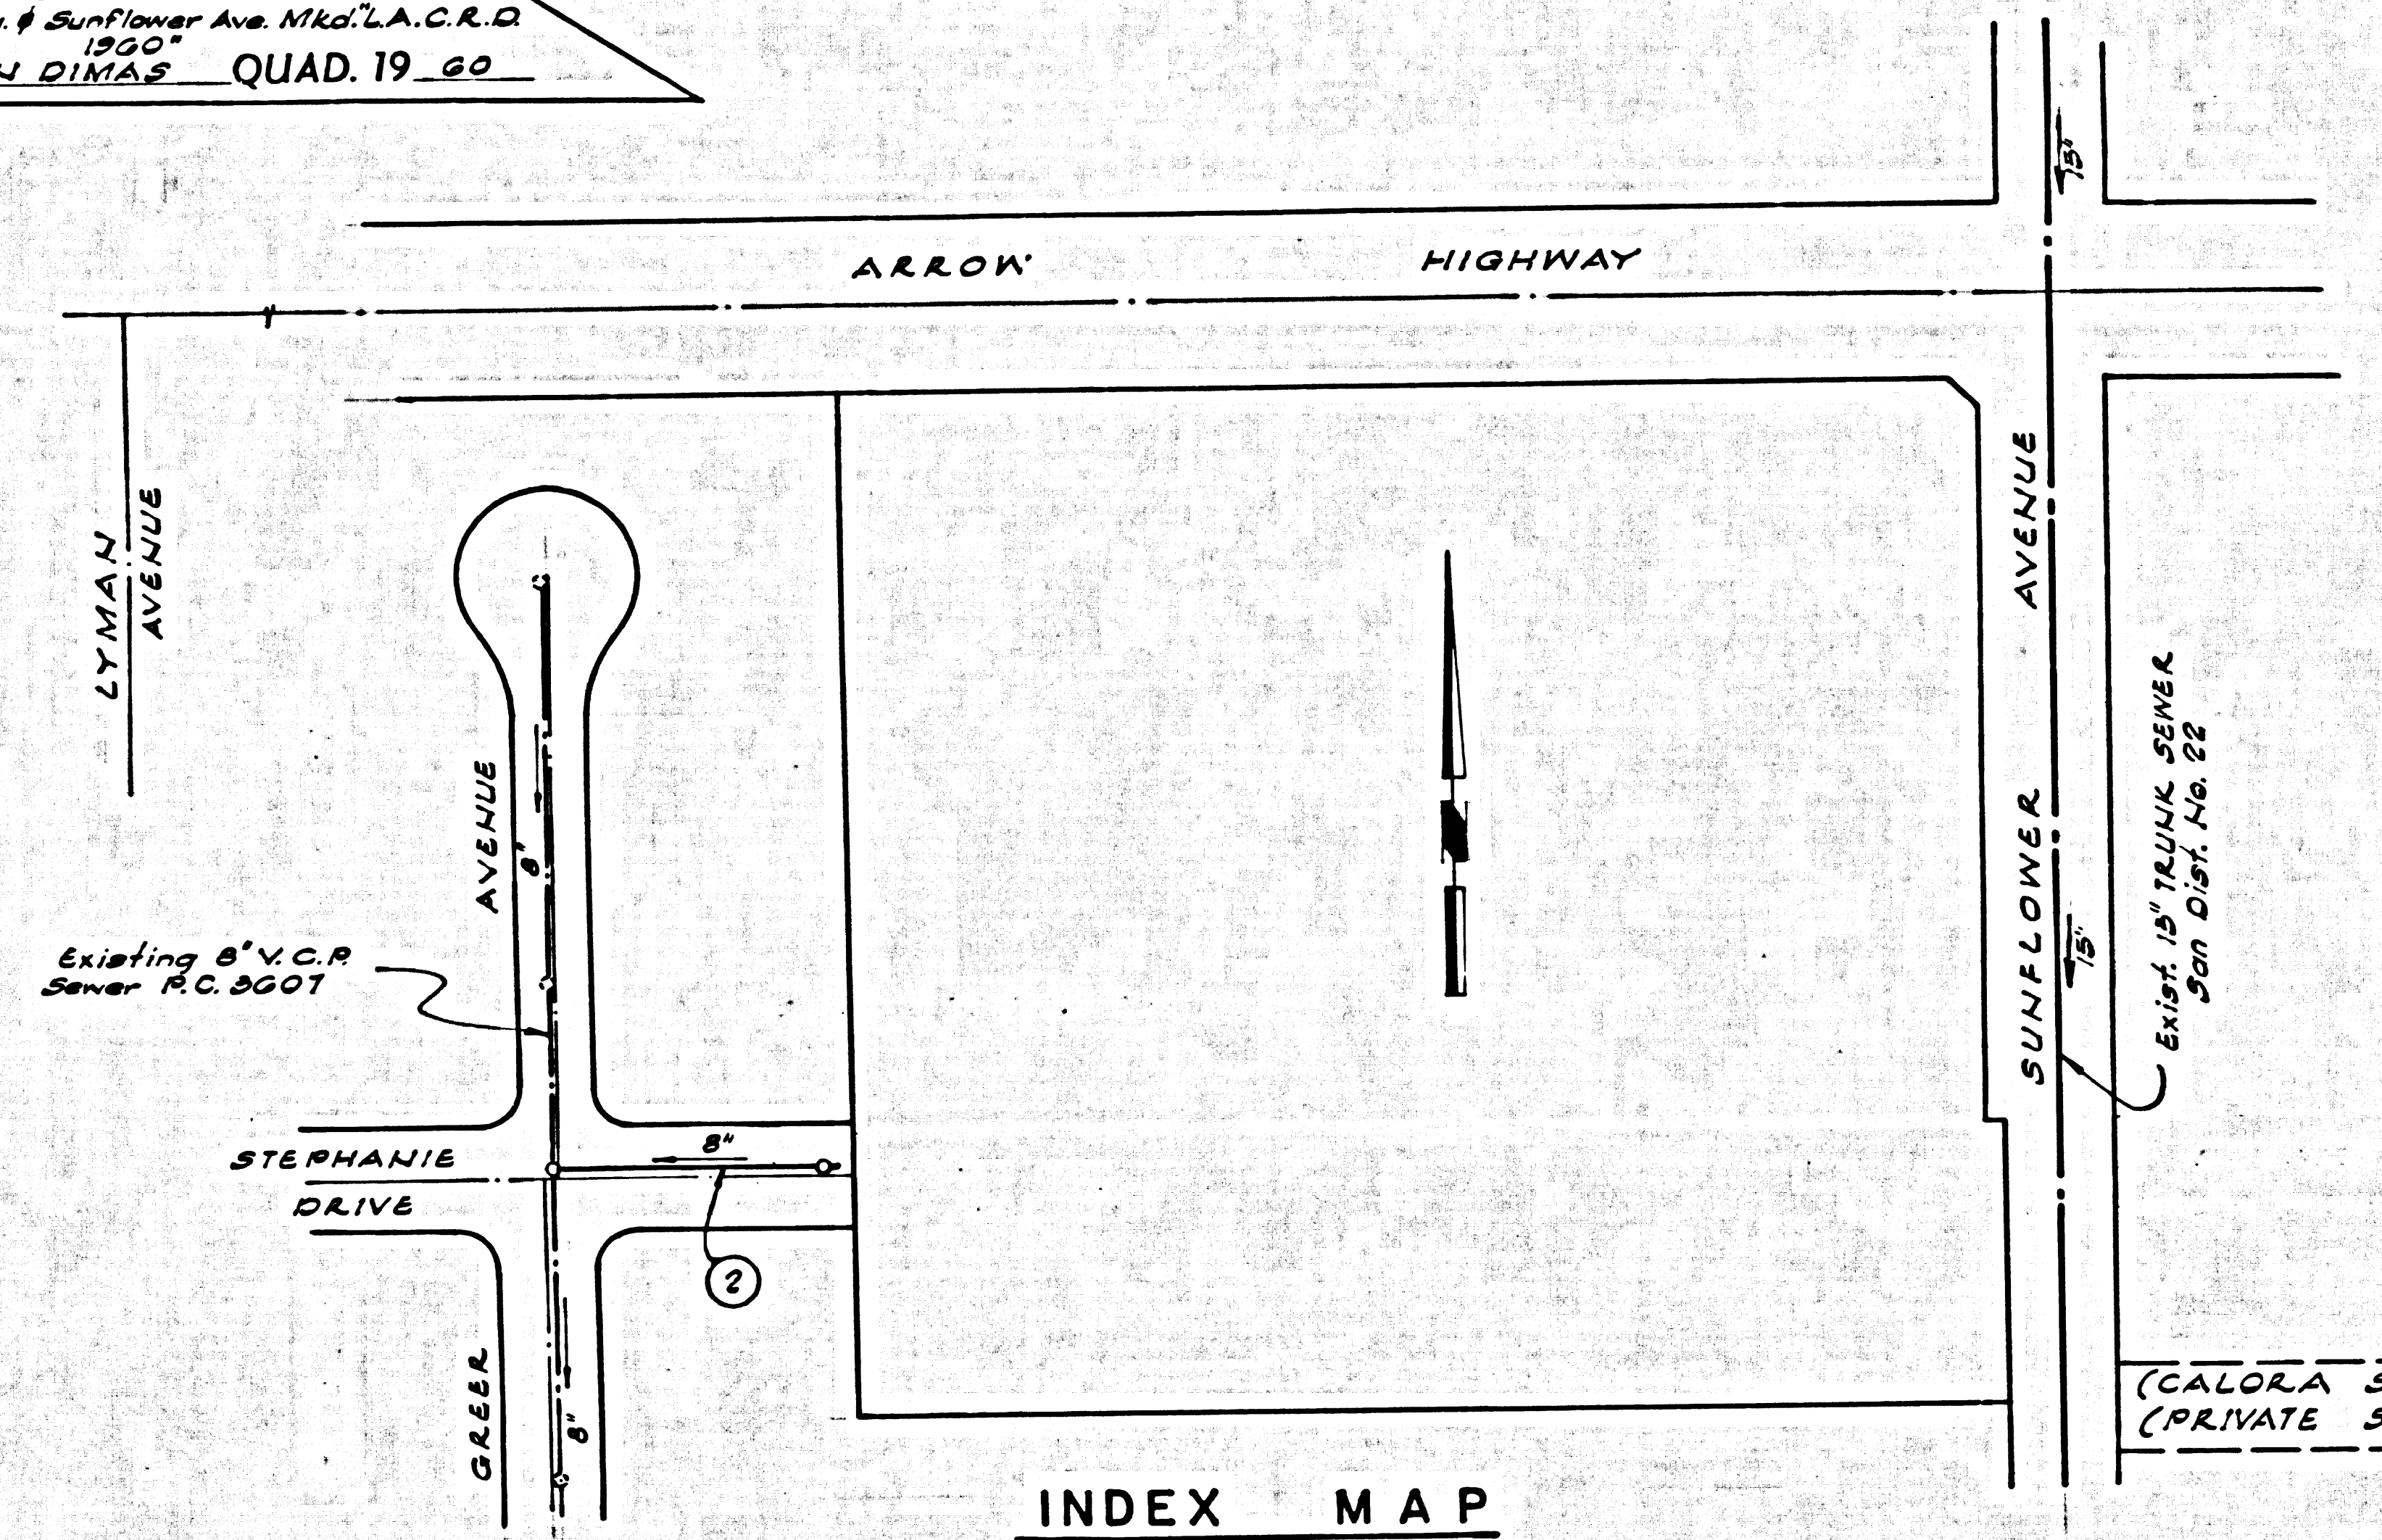 & Sunflower Ave. Mkd. "L.A.C.R.D.
1960"
DIMAS QUAD. 19 60
15"
ARROW HIGHWAY
LYMAN
AVENUE
AVENUE
8"
SUNFLOWER AVENUE
Exist. 15" TRUNK SEWER
San Dist. No. 22
15"
Existing 8" V.C.P.
Sewer P.C. 3607
8"
STEPHANIE
DRIVE
2
GREER
8"
(CALORA
(PRIVATE
INDEX MAP